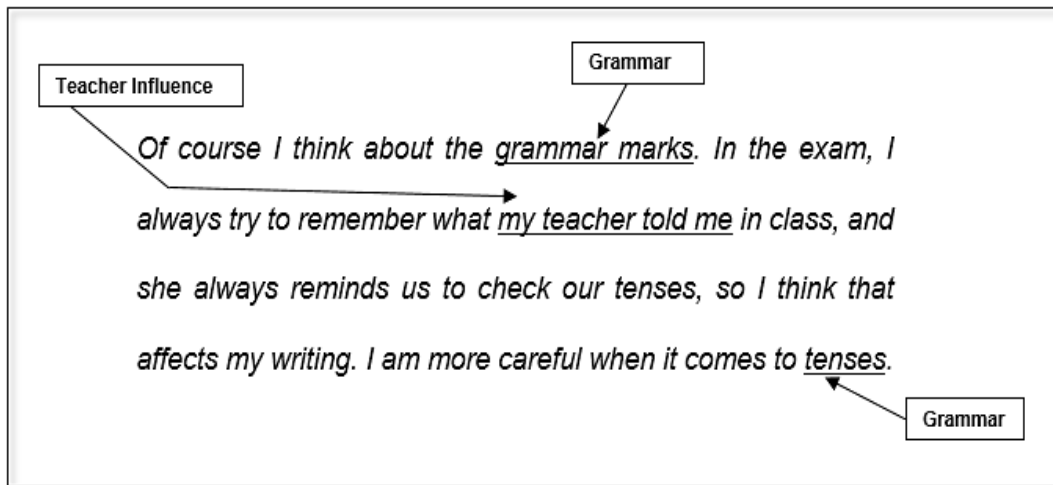 Grammar
Teacher Influence
Of course I think about the grammar marks. In the exam, I
always try to remember what my teacher told me in class, and
she always reminds us to check our tenses, so I think that
affects my writing. I am more careful when it comes to tenses.
Grammar